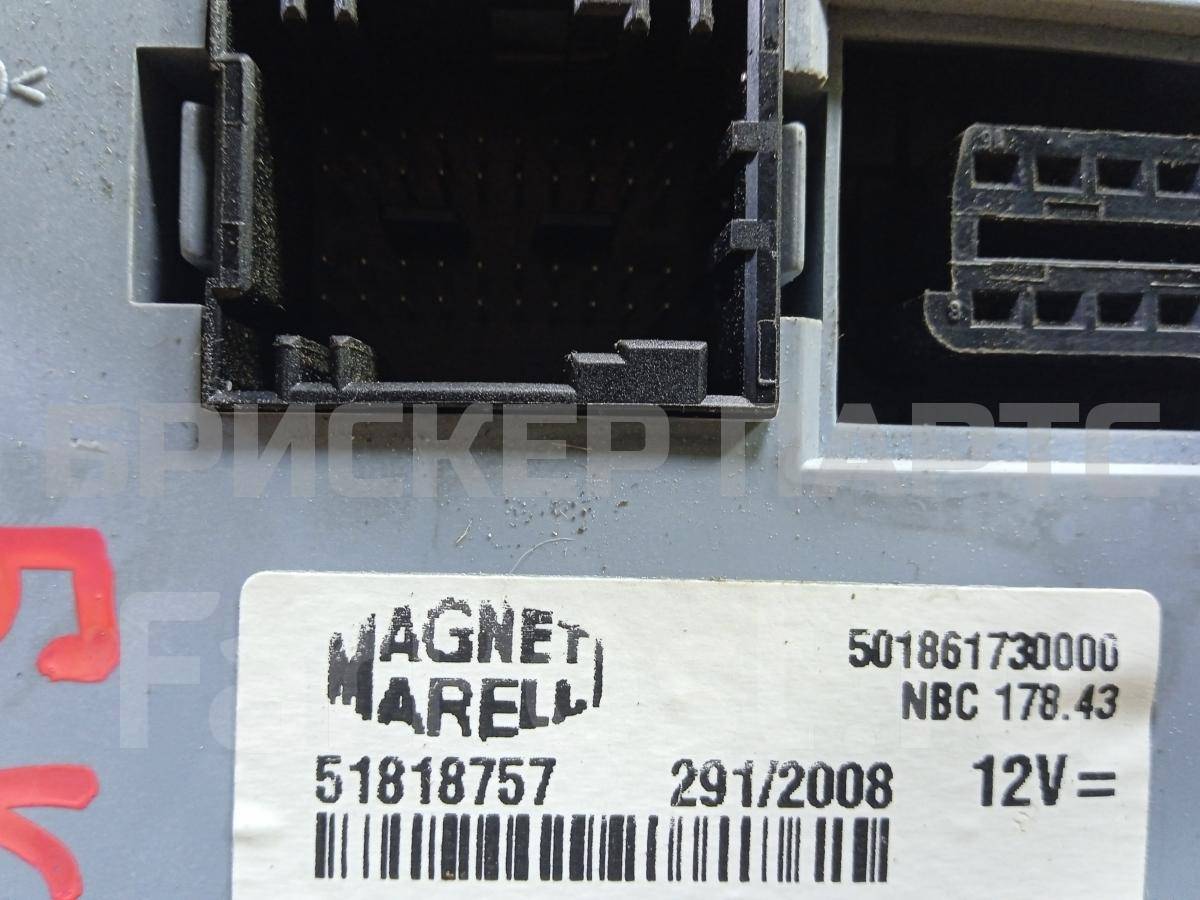 БРИСКЕР ПАРТС
MAGNETI
MARELLI
501861730000
NBC 178.43
51818757 291/2008 12V =
Б
К